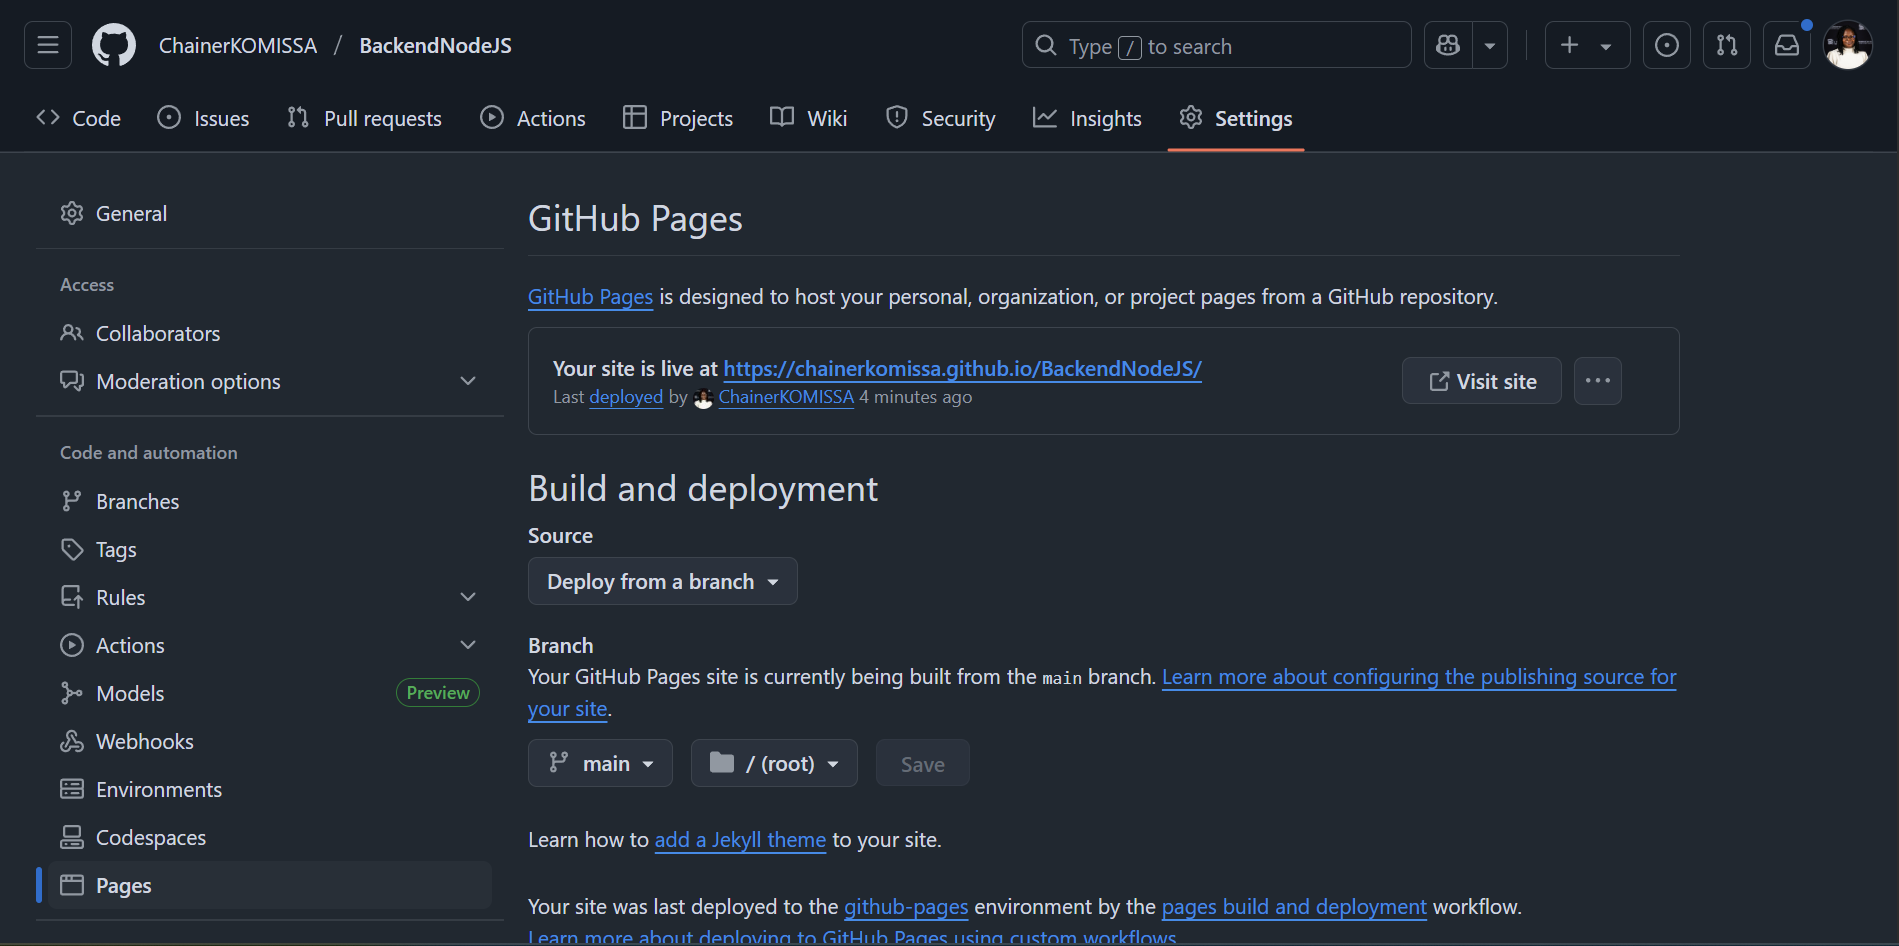 ChainerKOMISSA / BackendNodeJS
Type / to search
Code
Issues
Pull requests
Actions
Projects
Wiki
Security
Insights
Settings
General
Access
Collaborators
Moderation options
Code and automation
Branches
Tags
Rules
Actions
Models
Preview
Webhooks
Environments
Codespaces
Pages
GitHub Pages
GitHub Pages is designed to host your personal, organization, or project pages from a GitHub repository.
Your site is live at https://chainerkomissa.github.io/BackendNodeJS/
Last deployed by ChainerKOMISSA 4 minutes ago
Visit site
Build and deployment
Source
Deploy from a branch
Branch
Your GitHub Pages site is currently being built from the main branch. Learn more about configuring the publishing source for
your site.
main
/ (root)
Save
Learn how to add a Jekyll theme to your site.
Your site was last deployed to the github-pages environment by the pages build and deployment workflow.
Learn more about deploying to GitHub Pages using custom workflows